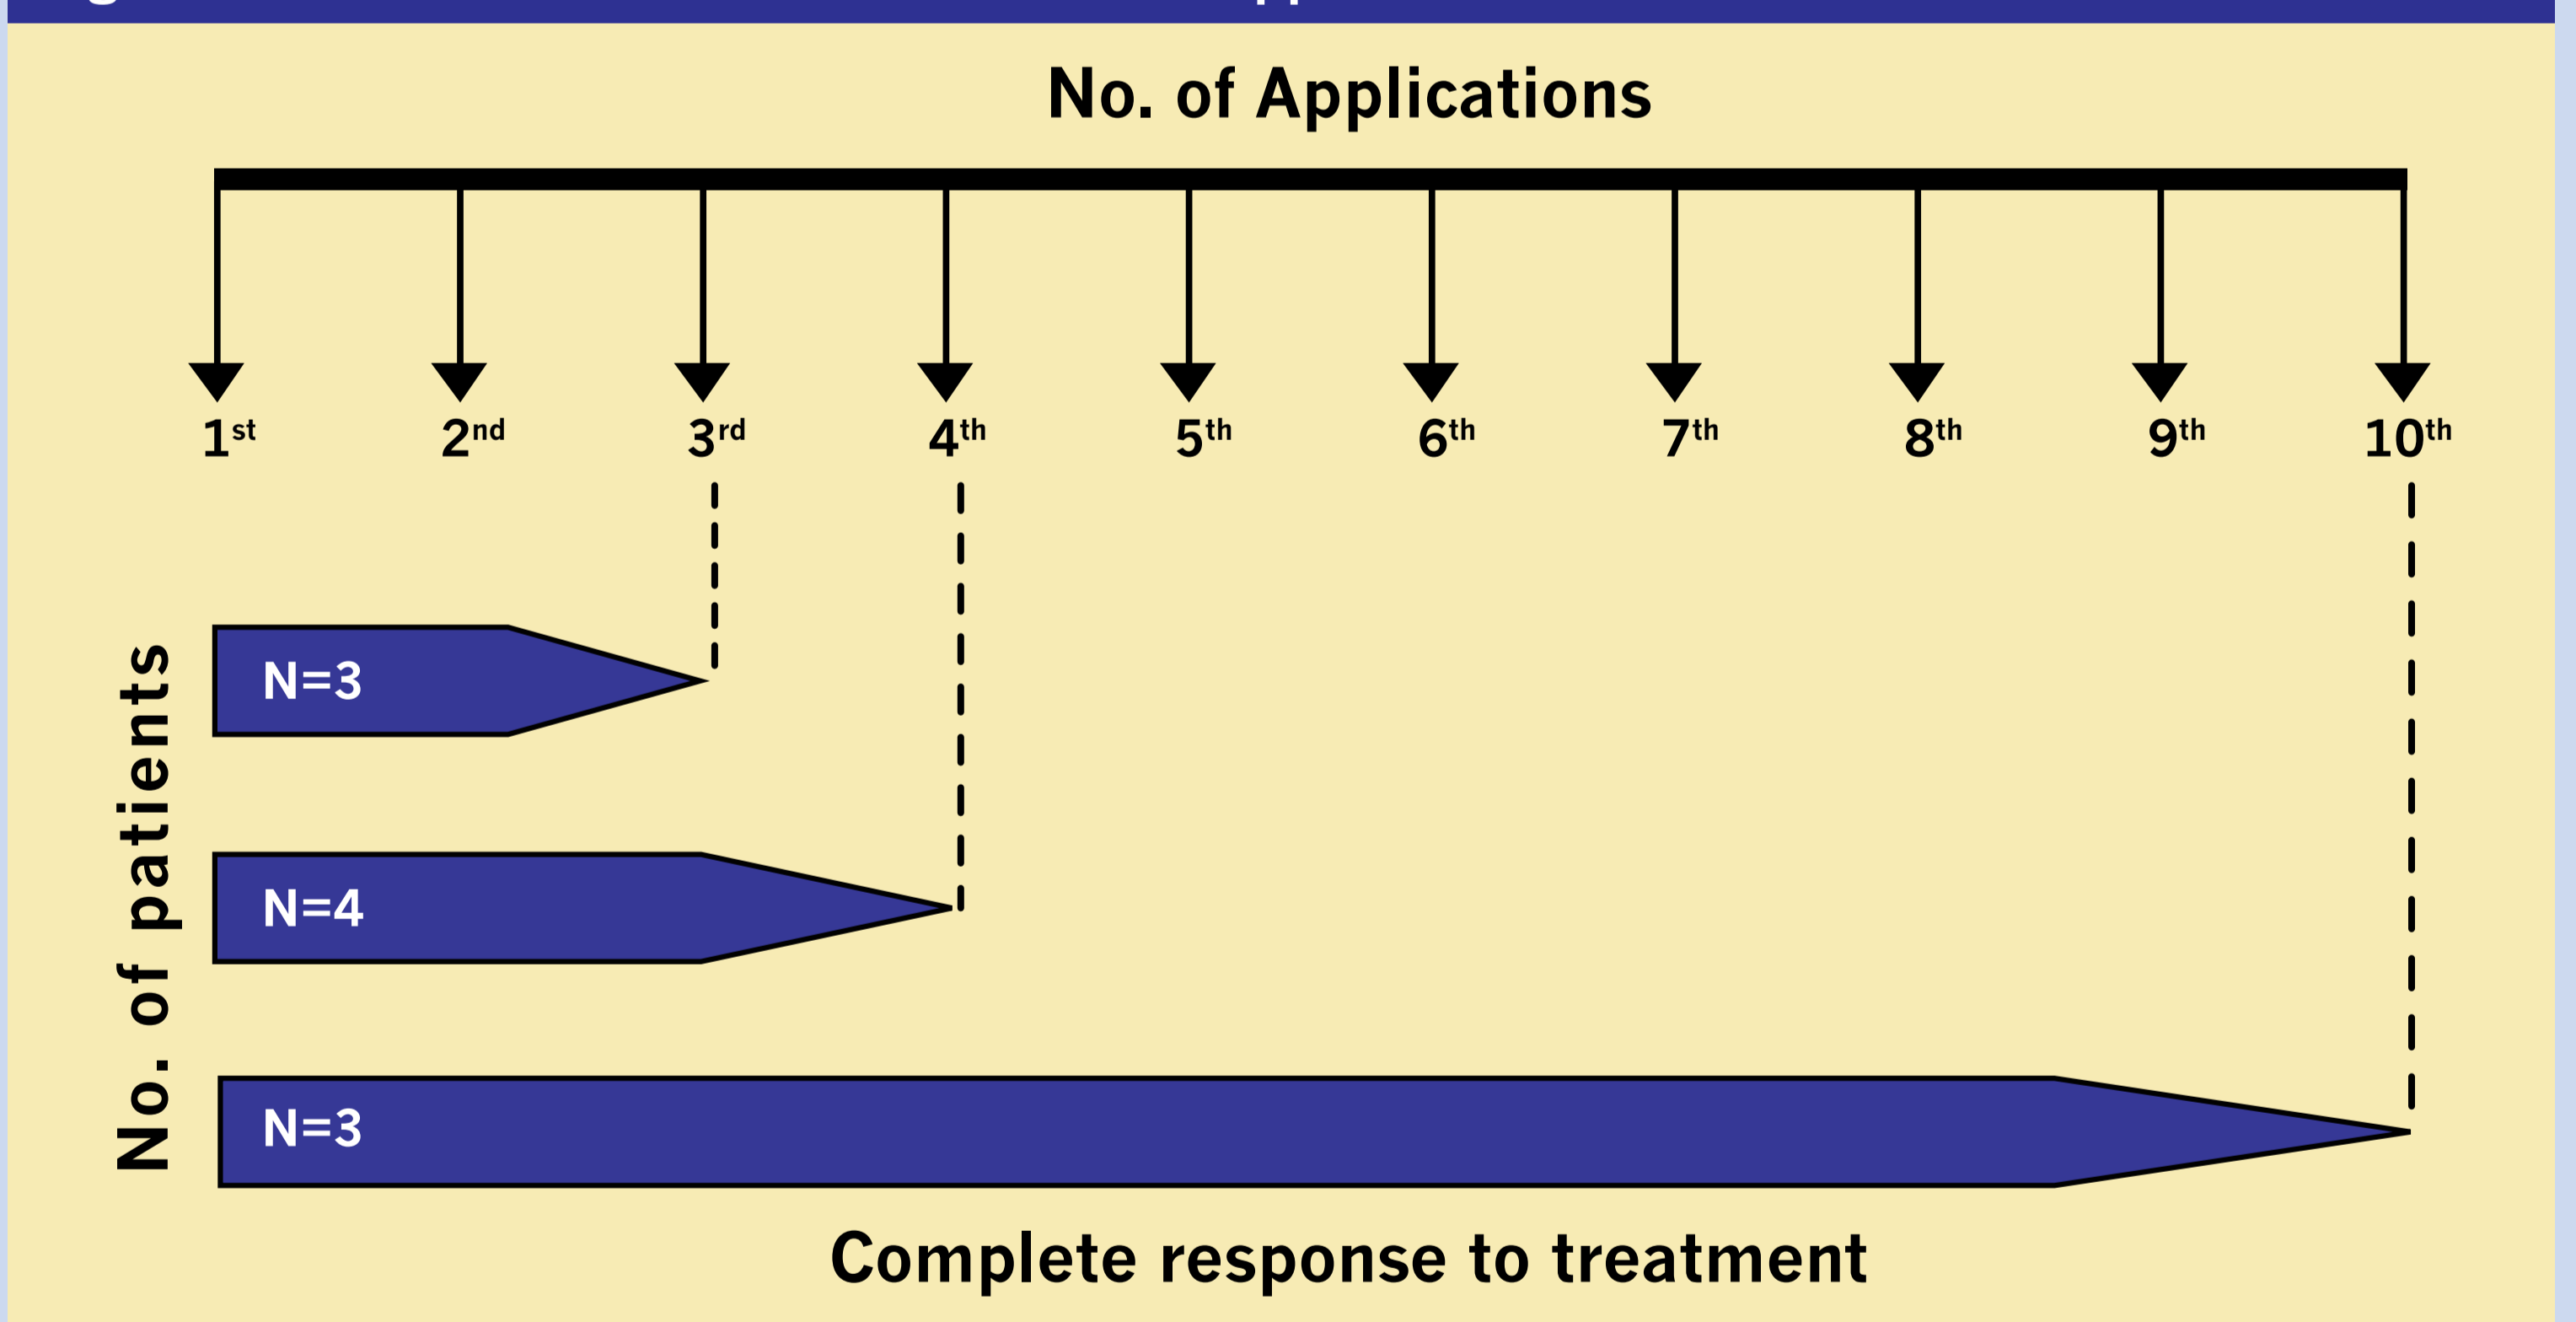 No. of Applications
1st 2nd 3rd 4th 5th 6th 7th 8th 9th 10th
No. of patients
N=3
N=4
N=3
Complete response to treatment